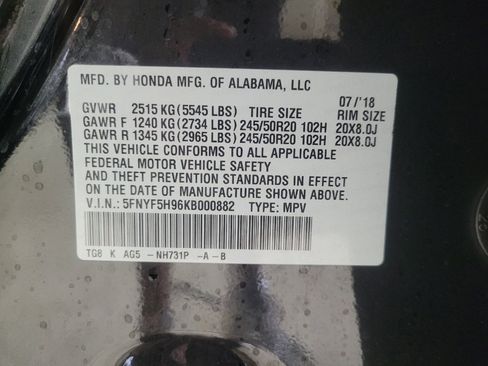 MFD. BY HONDA MFG. OF ALABAMA, LLC
07/'18
GVWR 2515 KG(5545 LBS) TIRE SIZE RIM SIZE
GAWR F 1240 KG(2734 LBS)245/50R20 102H 20X8.0J
GAWR R 1345 KG(2965 LBS)245/50R20 102H 20X8.0J
THIS VEHICLE CONFORMS TO ALL APPLICABLE
FEDERAL MOTOR VEHICLE SAFETY
AND THEFT PREVENTION STANDARDS IN EFFECT
ON THE DATE OF MANUFACTURE SHOWN ABOVE.
V.I.N.: 5FNYF5H96KB000882 TYPE: MPV
TG8 K AG5 -NH731P -A -B